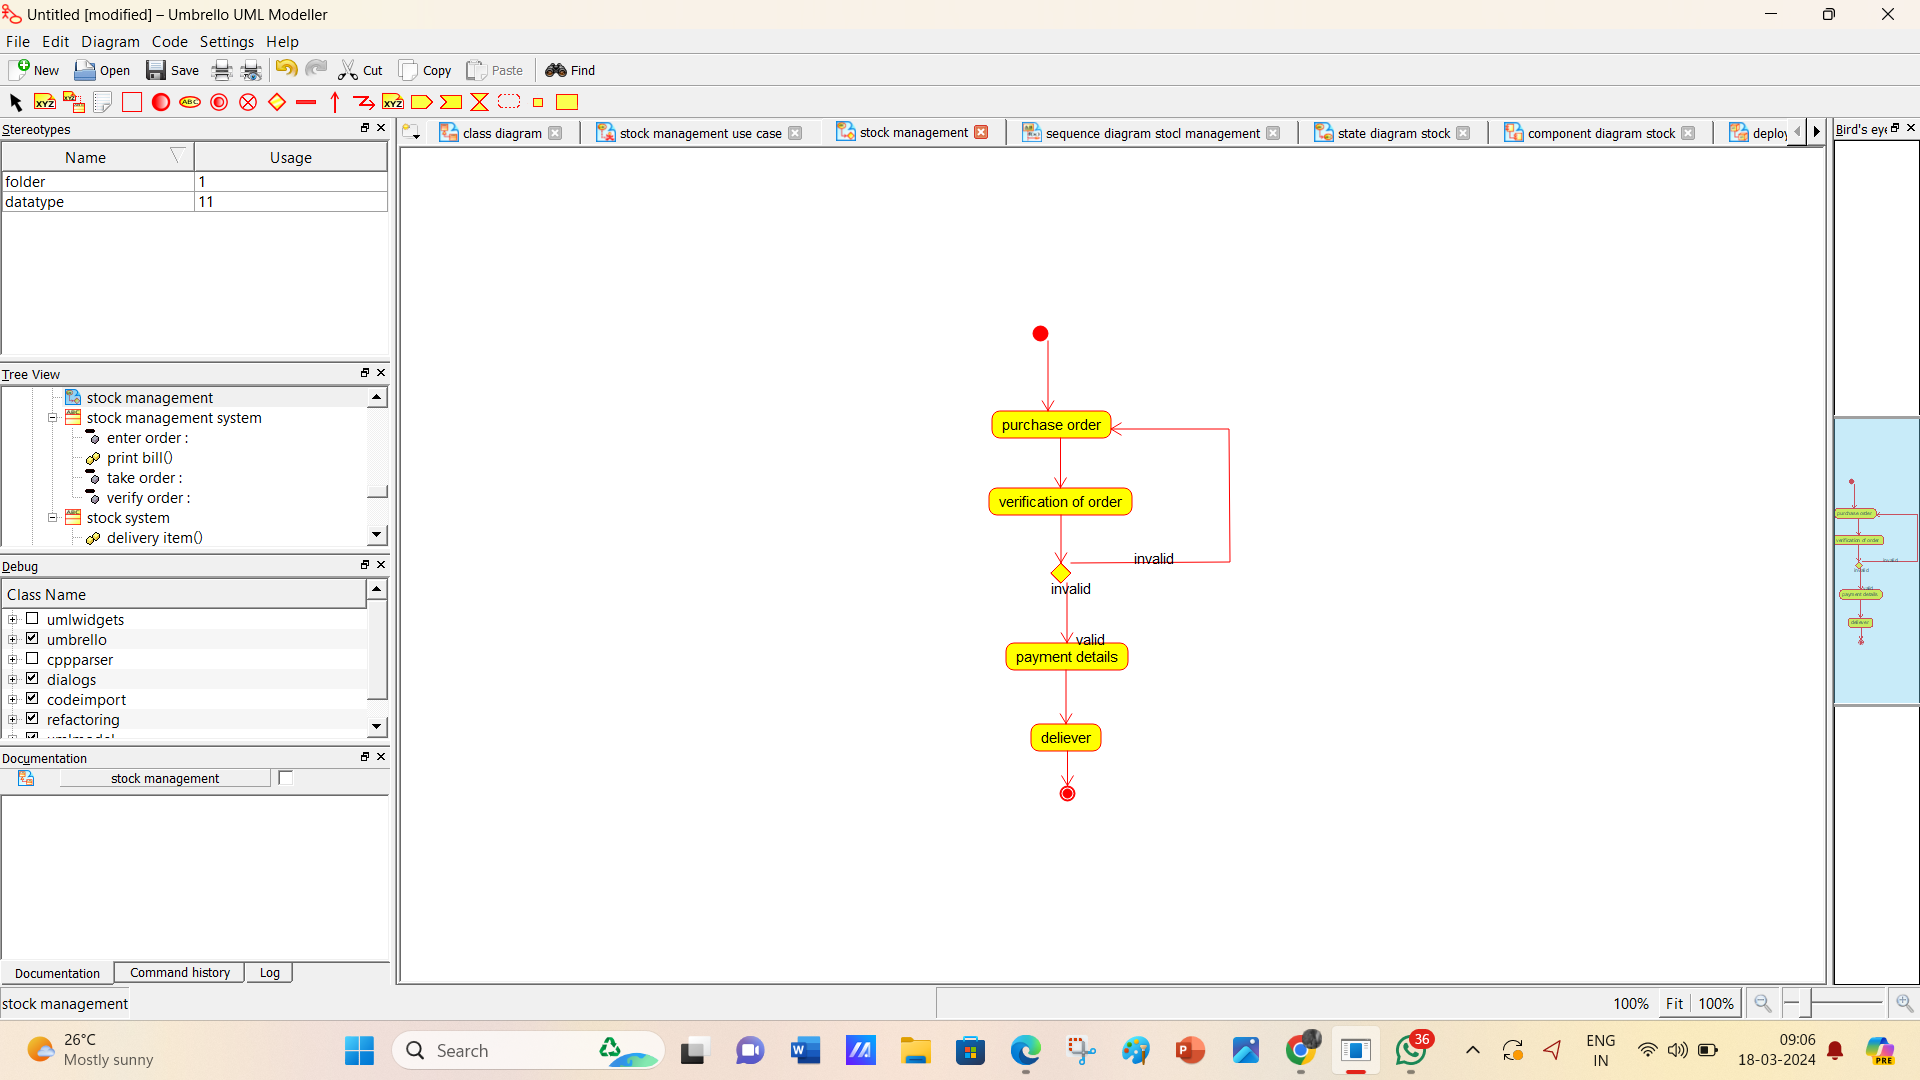 Untitled [modified] – Umbrello UML Modeller
File Edit Diagram Code Settings Help
New Open Save Cut Copy Paste Find
XYZ XYZ ABC XYZ
Stereotypes
class diagram stock management use case stock management sequence diagram stocl management state diagram stock component diagram stock deploy
Bird's eye
Name Usage
folder 1
datatype 11
purchase order
verification of order
invalid
invalid
valid
payment details
deliever
Tree View
stock management
stock management system
enter order :
print bill()
take order :
verify order :
stock system
delivery item()
Debug
Class Name
umlwidgets
umbrello
cppparser
dialogs
codeimport
refactoring
Documentation
stock management
Documentation Command history Log
stock management
100% Fit 100%
26°C
Mostly sunny
Search
36
ENG
IN
09:06
18-03-2024
PRE